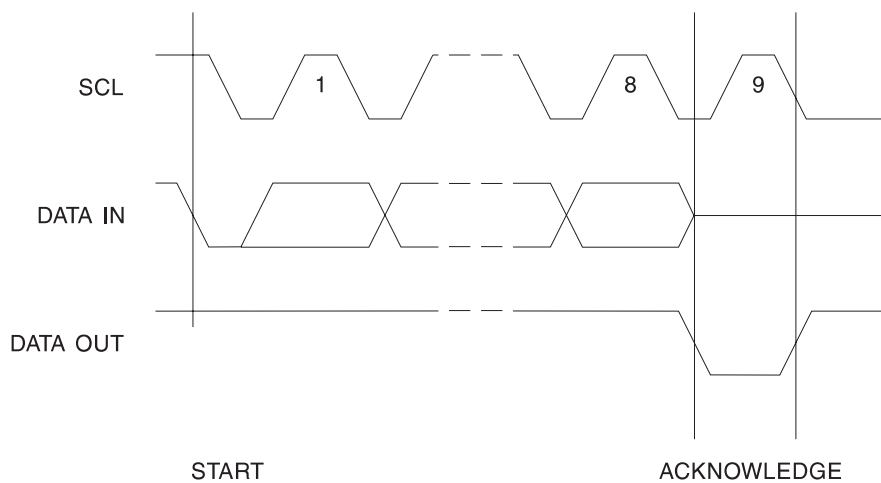 SCL
1
8
9
DATA IN
DATA OUT
START
ACKNOWLEDGE